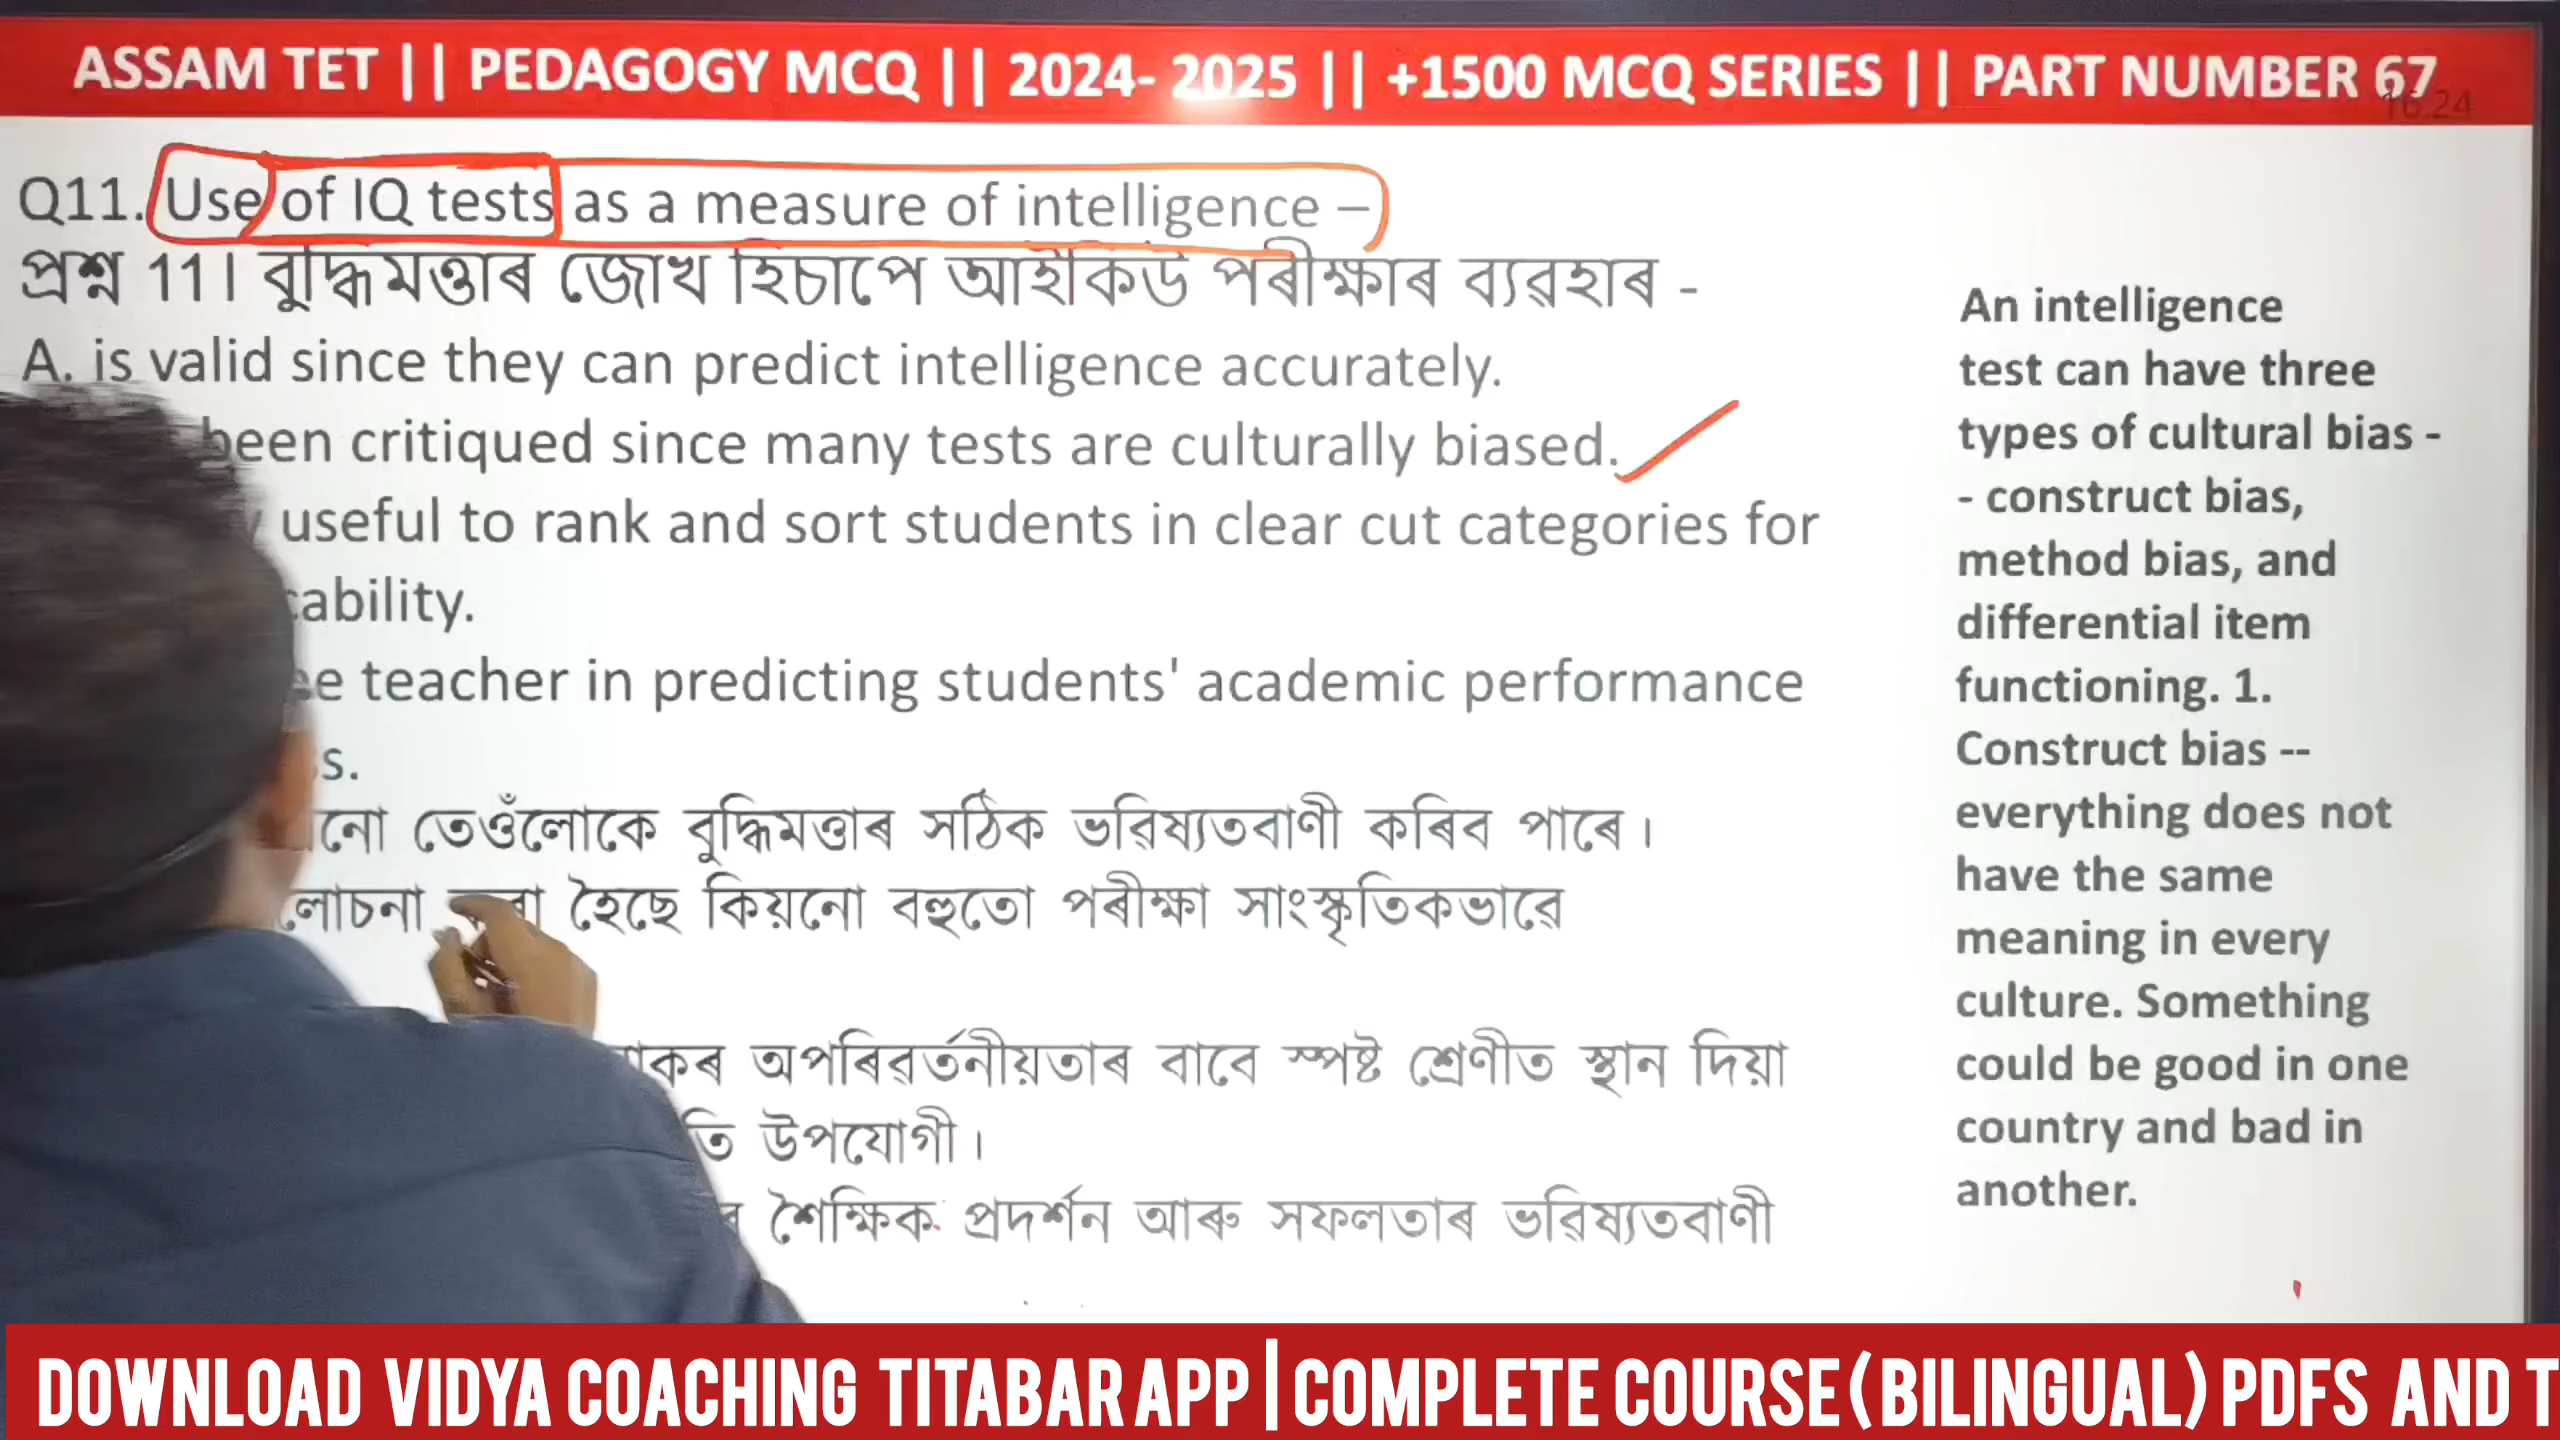 ASSAM TET || PEDAGOGY MCQ || 2024- 2025 || +1500 MCQ SERIES || PART NUMBER 67
16:24
Q11. Use of IQ tests as a measure of intelligence –
প্ৰশ্ন 11। বুদ্ধিমত্তাৰ জোখ হিচাপে আইকিউ পৰীক্ষাৰ ব্যৱহাৰ -
A. is valid since they can predict intelligence accurately.
been critiqued since many tests are culturally biased.
useful to rank and sort students in clear cut categories for
teacher in predicting students' academic performance
তেওঁলোকে বুদ্ধিমত্তাৰ সঠিক ভৱিষ্যতবাণী কৰিব পাৰে।
হৈছে কিয়নো বহুতো পৰীক্ষা সাংস্কৃতিকভাৱে
অপৰিৱৰ্তনীয়তাৰ বাবে স্পষ্ট শ্ৰেণীত স্থান দিয়া
উপযোগী।
শৈক্ষিক প্ৰদৰ্শন আৰু সফলতাৰ ভৱিষ্যতবাণী
An intelligence
test can have three
types of cultural bias -
- construct bias,
method bias, and
differential item
functioning. 1.
Construct bias --
everything does not
have the same
meaning in every
culture. Something
could be good in one
country and bad in
another.
DOWNLOAD VIDYA COACHING TITABAR APP | COMPLETE COURSE (BILINGUAL) PDFS AND T